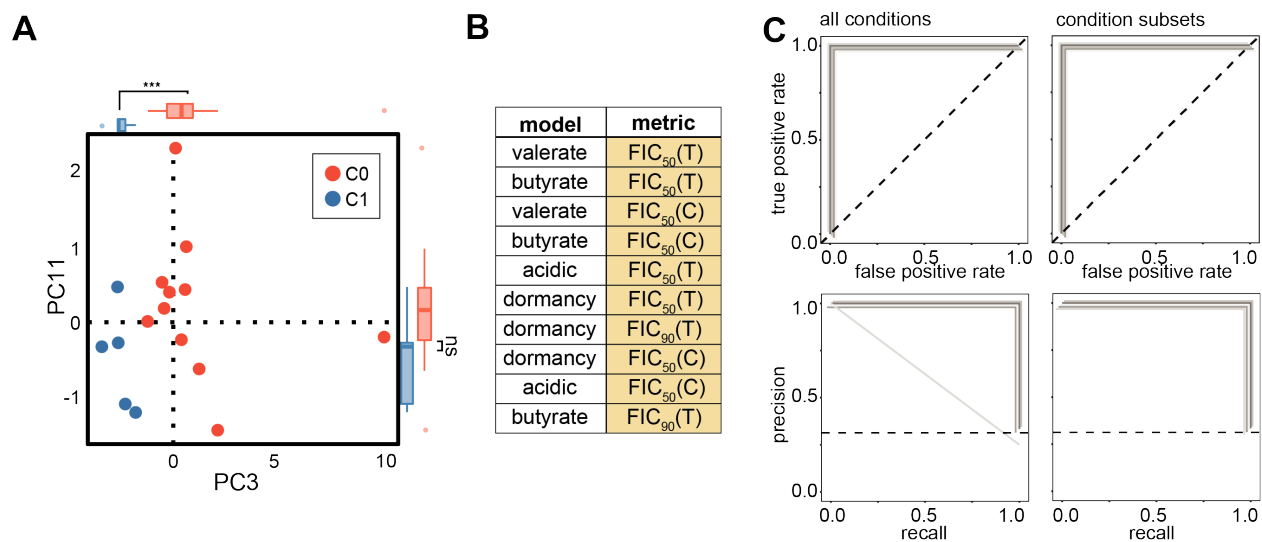 A
***
2
1
0
-1
PC11
C0
C1
ns
0
5
10
PC3
B
model metric
valerate FIC50(T)
butyrate FIC50(T)
valerate FIC50(C)
butyrate FIC50(C)
acidic FIC50(T)
dormancy FIC50(T)
dormancy FIC90(T)
dormancy FIC50(C)
acidic FIC50(C)
butyrate FIC90(T)
C
all conditions
condition subsets
true positive rate
1.0
0.5
0.0
0.0 0.5 1.0
false positive rate
0.0 0.5 1.0
false positive rate
precision
1.0
0.5
0.0
0.0 0.5 1.0
recall
0.0 0.5 1.0
recall